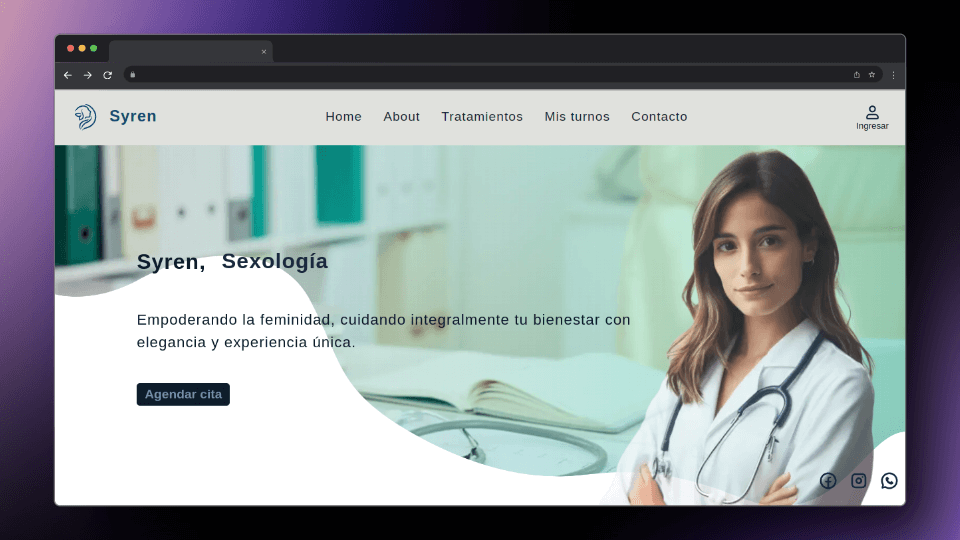 Syren
Home About Tratamientos Mis turnos Contacto
Ingresar
Syren, Sexología
Empoderando la feminidad, cuidando integralmente tu bienestar con
elegancia y experiencia única.
Agendar cita